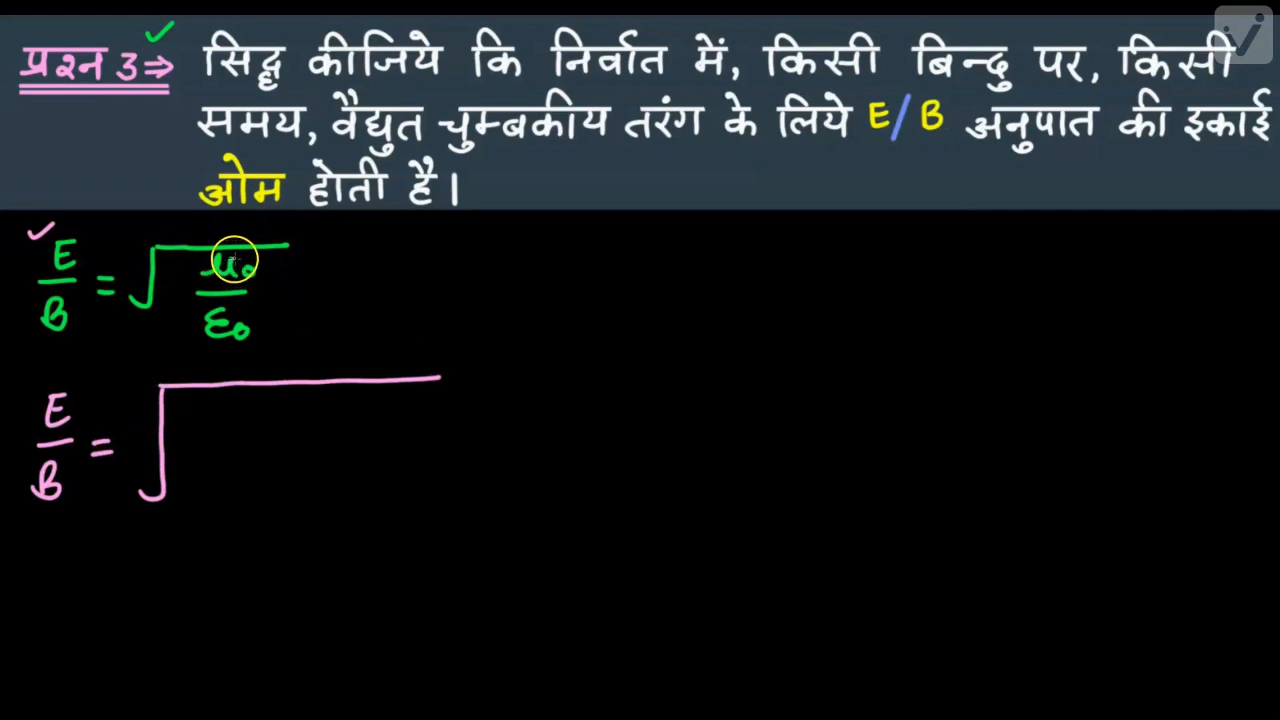 प्रश्न 3⇒ सिद्ध कीजिये कि निर्वात में, किसी बिन्दु पर, किसी
समय, वैद्युत चुम्बकीय तरंग के लिये E/B अनुपात की इकाई
ओम होती है।
E/B = √(μ₀/ε₀)
E/B = √